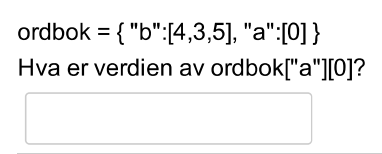 ordbok = { "b":[4,3,5], "a":[0] }
Hva er verdien av ordbok["a"][0]?